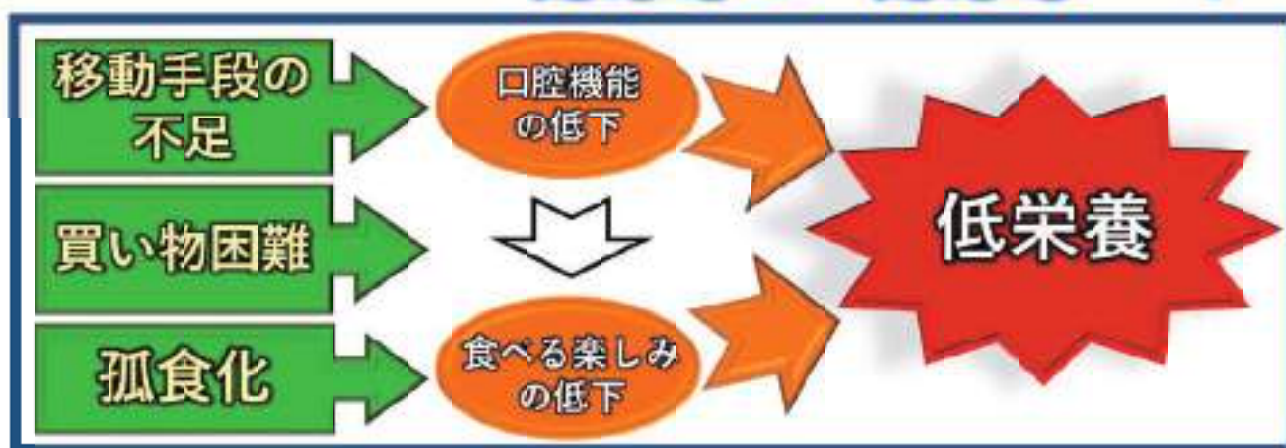 移動手段の
不足
口腔機能
の低下
買い物困難
低栄養
孤食化
食べる楽しみ
の低下